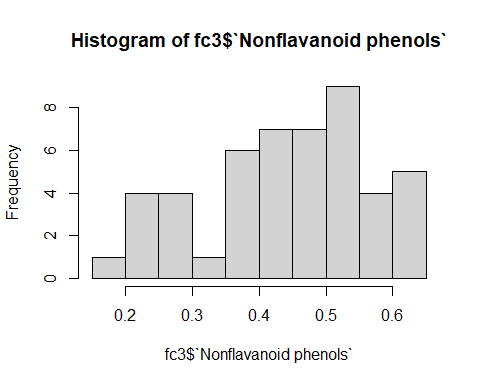 Histogram of fc3$`Nonflavanoid phenols`
Frequency
8
6
4
2
0
0.2 0.3 0.4 0.5 0.6
fc3$`Nonflavanoid phenols`